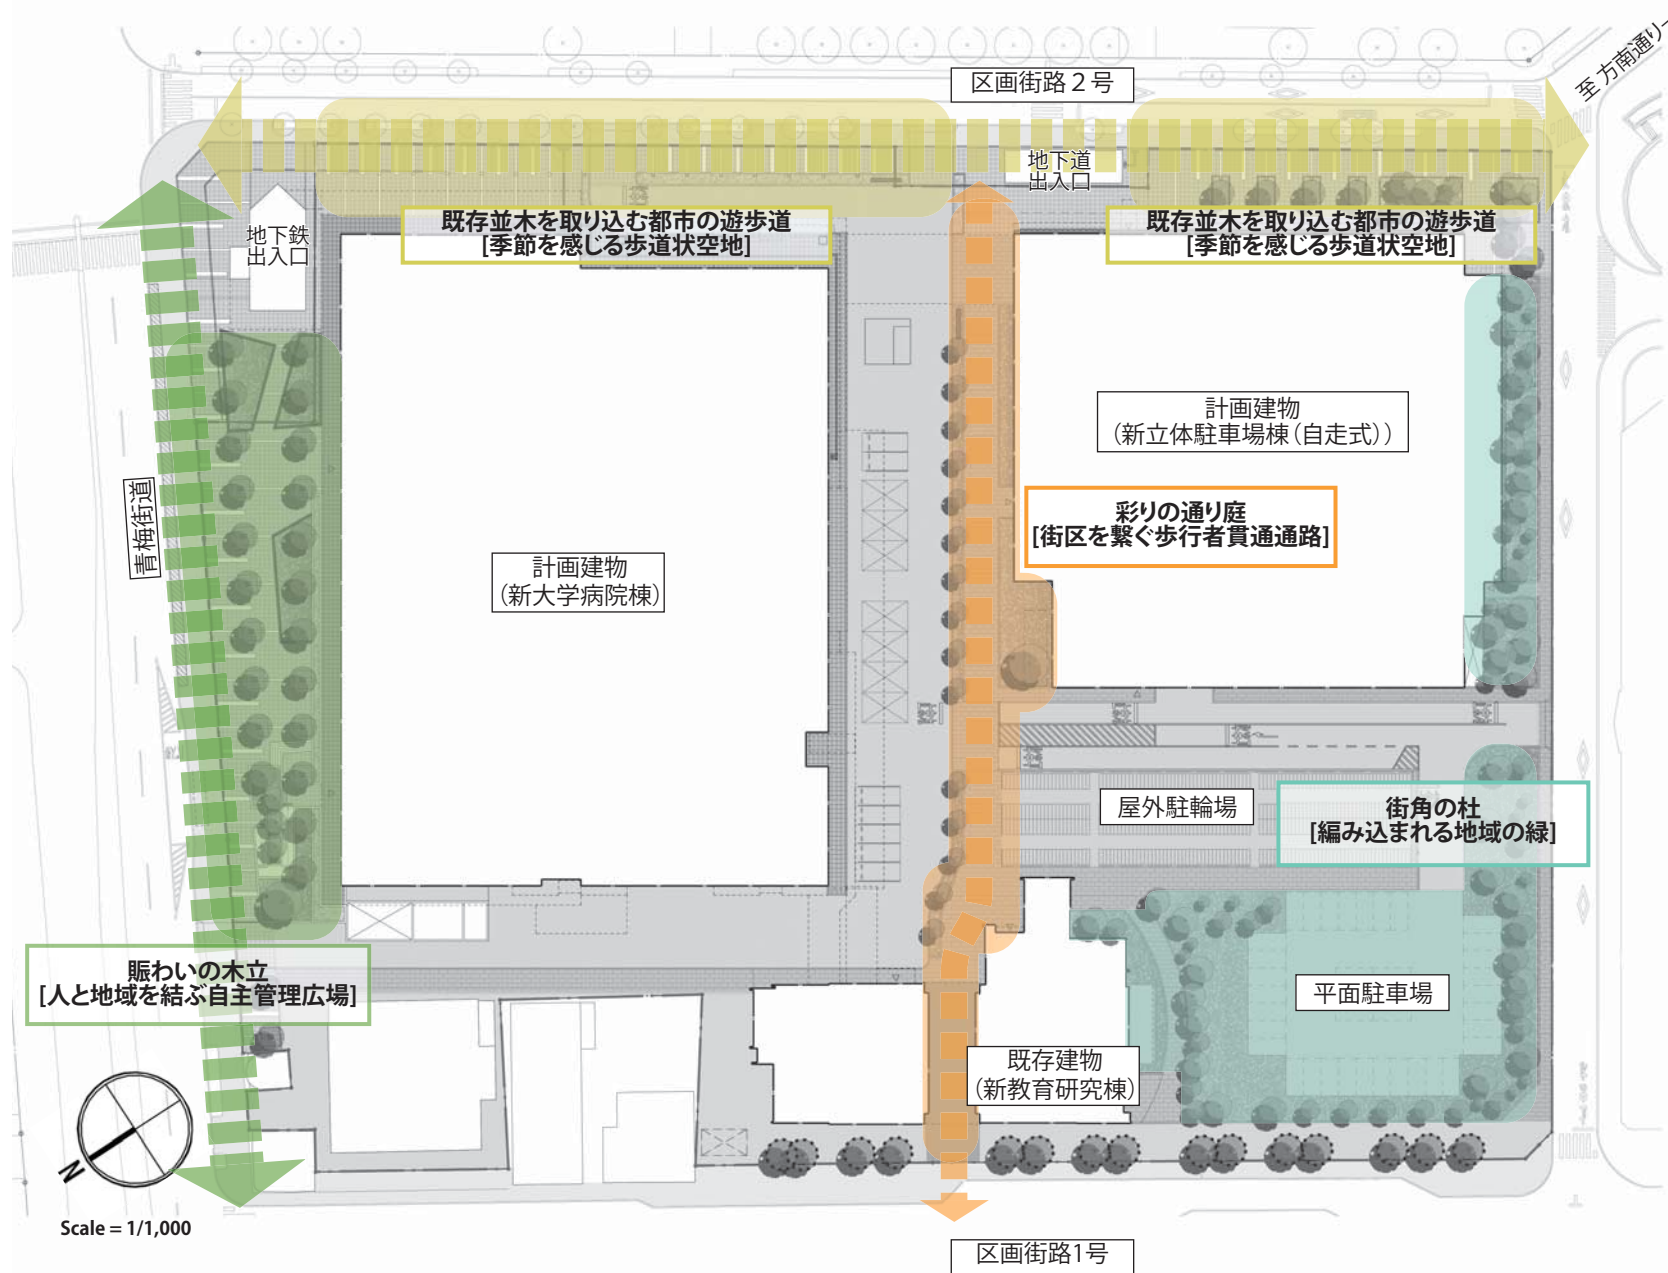 区画街路2号
至 方南通り
地下道
出入口
地下鉄
出入口
既存並木を取り込む都市の遊歩道
[季節を感じる歩道状空地]
既存並木を取り込む都市の遊歩道
[季節を感じる歩道状空地]
計画建物
(新立体駐車場棟(自走式))
青梅街道
彩りの通り庭
[街区を繋ぐ歩行者貫通通路]
計画建物
(新大学病院棟)
屋外駐輪場
街角の杜
[編み込まれる地域の緑]
賑わいの木立
[人と地域を結ぶ自主管理広場]
平面駐車場
既存建物
(新教育研究棟)
N
Scale = 1/1,000
区画街路1号